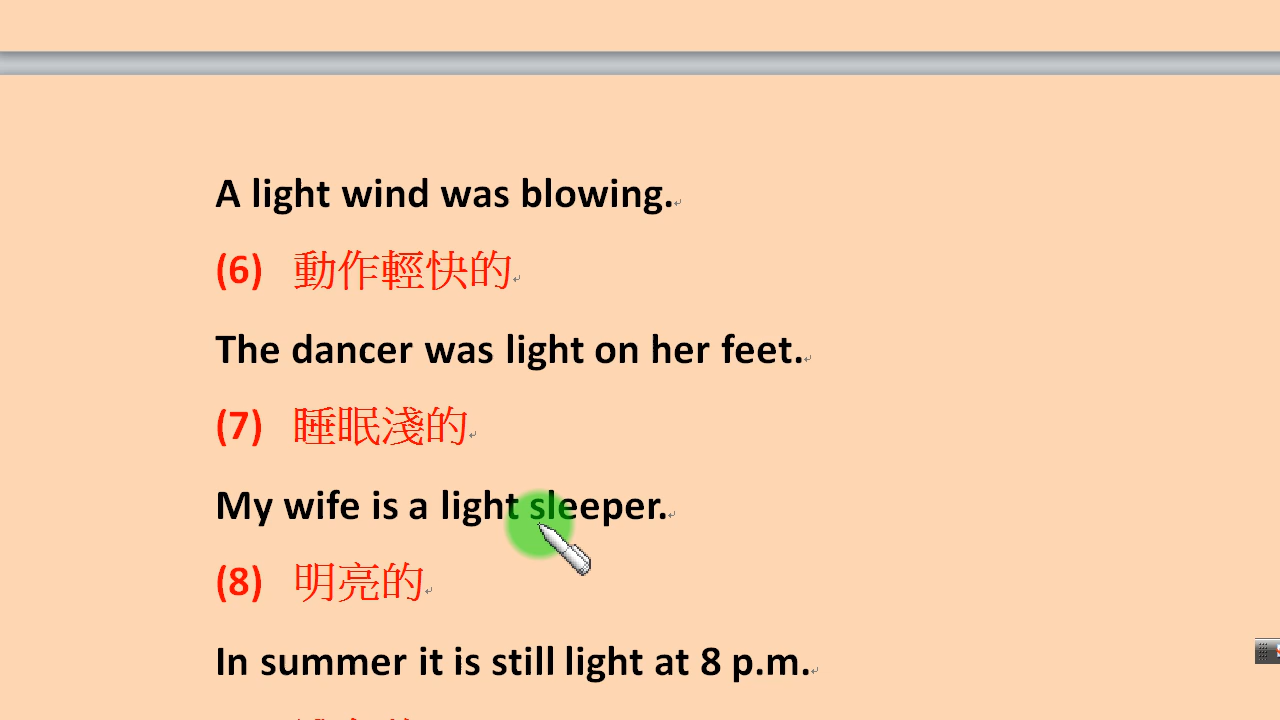 A light wind was blowing.
(6) 動作輕快的
The dancer was light on her feet.
(7) 睡眠淺的
My wife is a light sleeper.
(8) 明亮的
In summer it is still light at 8 p.m.